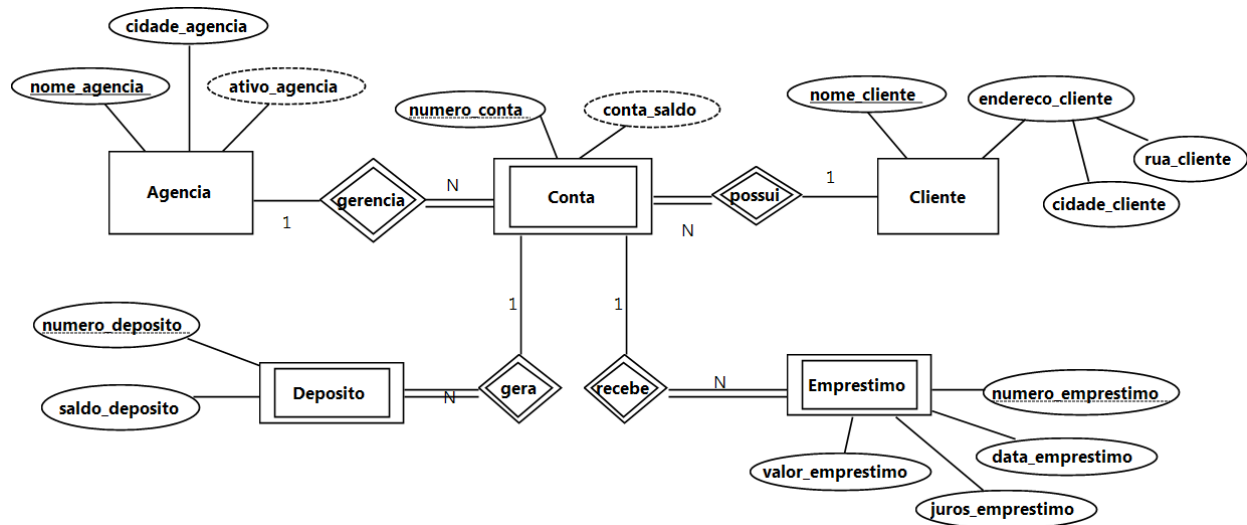 cidade_agencia
nome_agencia
ativo_agencia
numero_conta
conta_saldo
nome_cliente
endereco_cliente
rua_cliente
cidade_cliente
Agencia
1
gerencia
N
Conta
N
possui
1
Cliente
1
1
numero_deposito
saldo_deposito
Deposito
N
gera
recebe
N
Emprestimo
numero_emprestimo
data_emprestimo
valor_emprestimo
juros_emprestimo